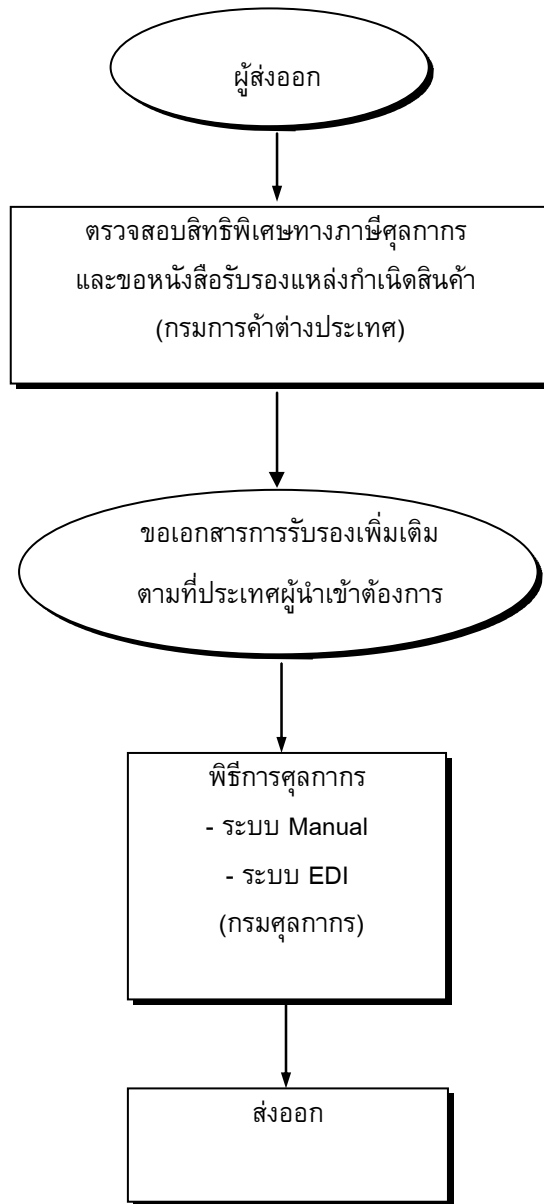 ผู้ส่งออก
ตรวจสอบสิทธิพิเศษทางภาษีศุลกากร
และขอหนังสือรับรองแหล่งกำเนิดสินค้า
(กรมการค้าต่างประเทศ)
ขอเอกสารการรับรองเพิ่มเติม
ตามที่ประเทศผู้นำเข้าต้องการ
พิธีการศุลกากร
- ระบบ Manual
- ระบบ EDI
(กรมศุลกากร)
ส่งออก